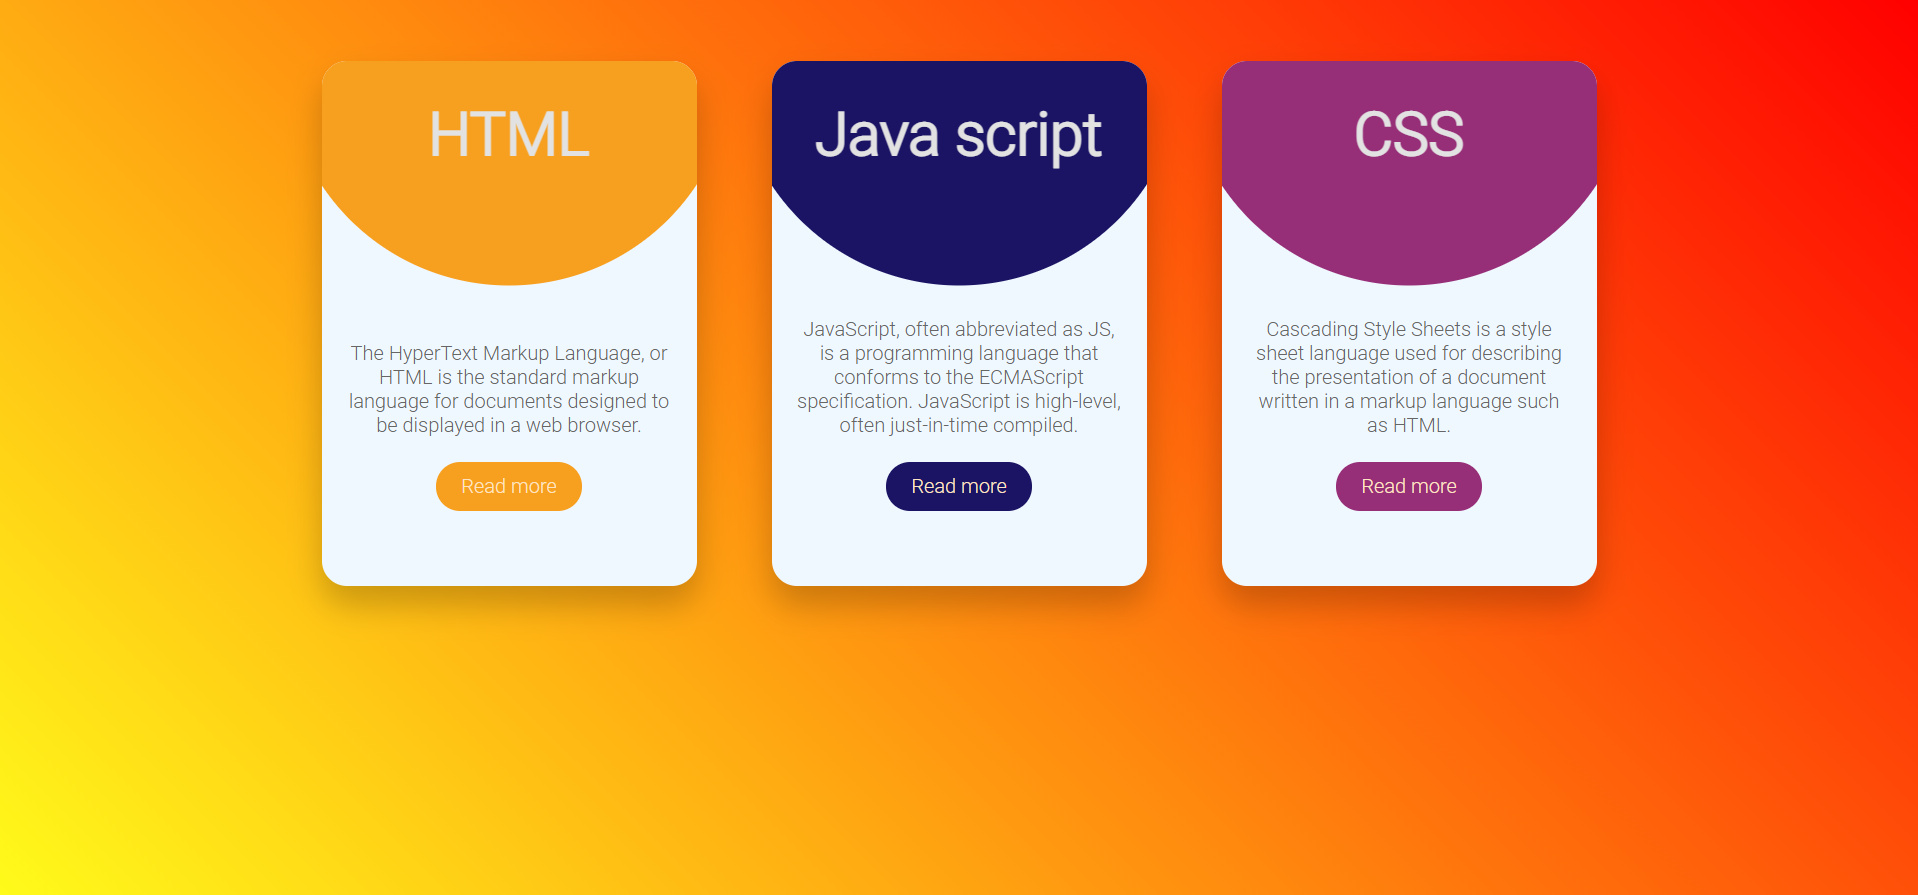 HTML
The HyperText Markup Language, or
HTML is the standard markup
language for documents designed to
be displayed in a web browser.
Read more
Java script
JavaScript, often abbreviated as JS,
is a programming language that
conforms to the ECMAScript
specification. JavaScript is high-level,
often just-in-time compiled.
Read more
CSS
Cascading Style Sheets is a style
sheet language used for describing
the presentation of a document
written in a markup language such
as HTML.
Read more